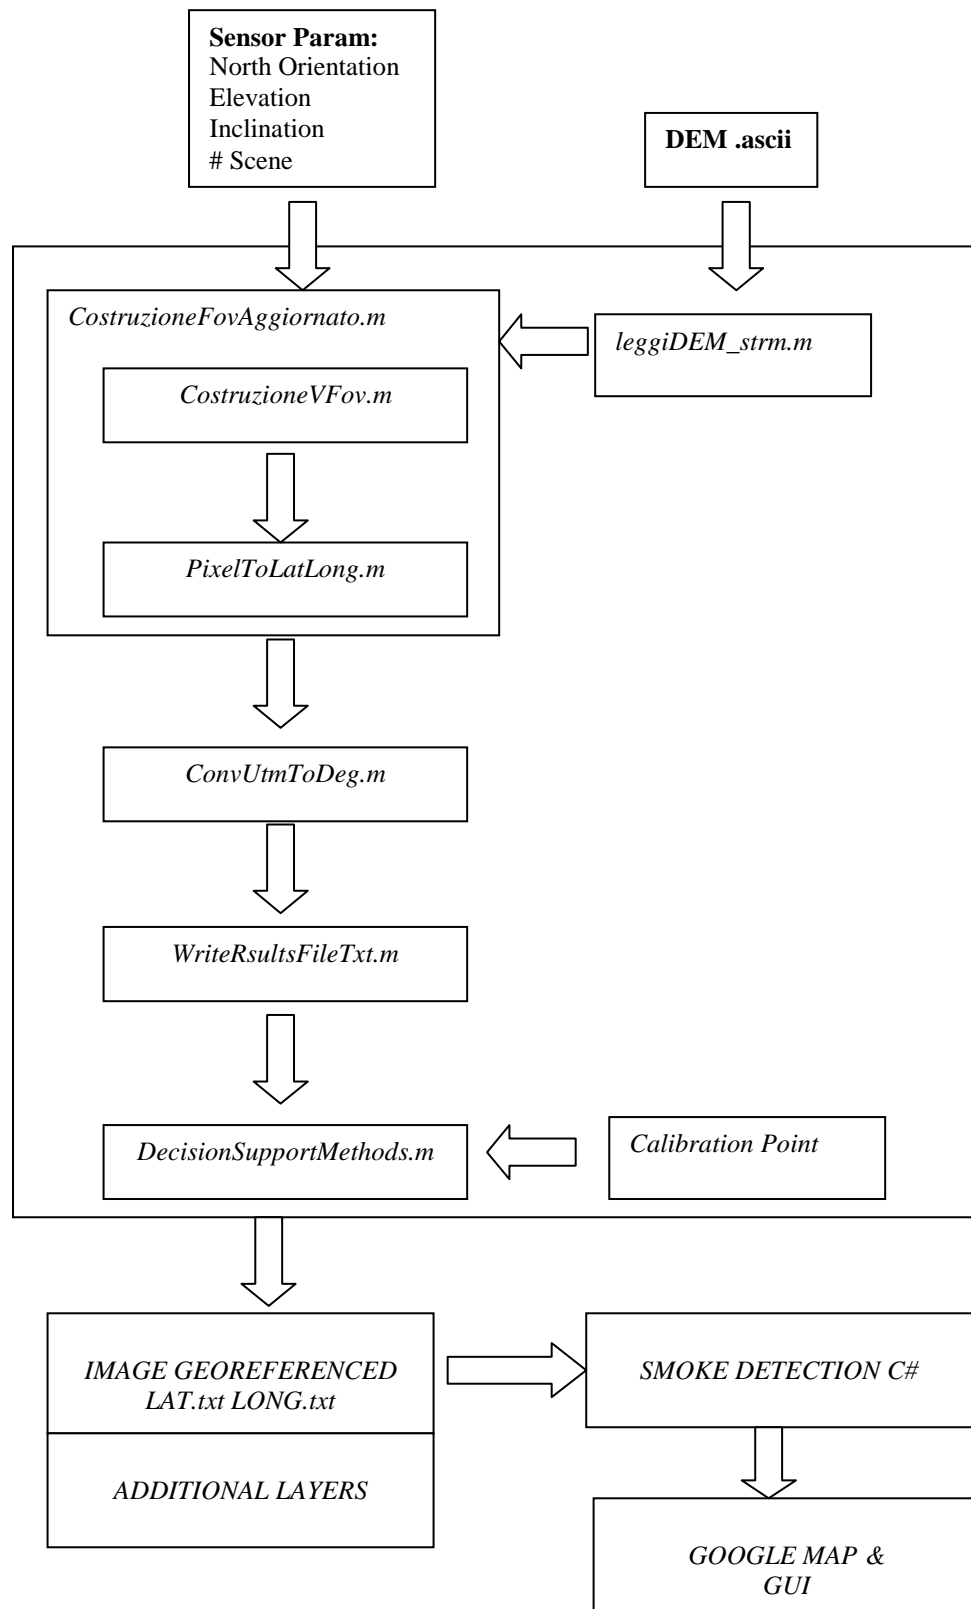 Sensor Param:
North Orientation
Elevation
Inclination
# Scene
DEM .ascii
CostruzioneFovAggiornato.m
leggiDEM_strm.m
CostruzioneVFov.m
PixelToLatLong.m
ConvUtmToDeg.m
WriteRsultsFileTxt.m
DecisionSupportMethods.m
Calibration Point
IMAGE GEOREFERENCED
LAT.txt LONG.txt
SMOKE DETECTION C#
ADDITIONAL LAYERS
GOOGLE MAP &
GUI